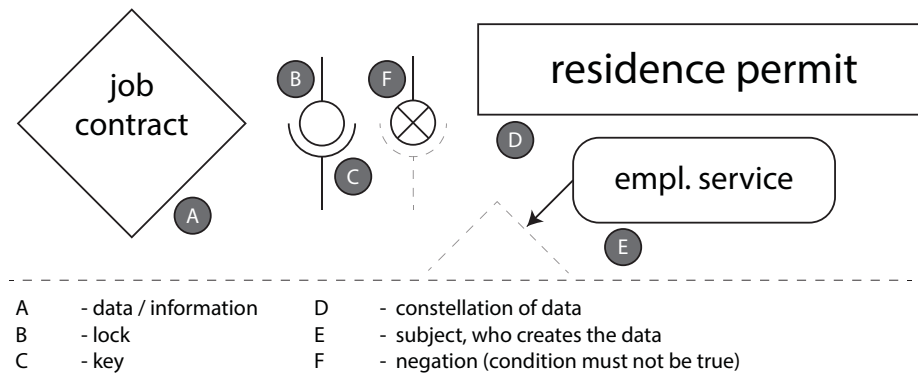 job
contract
A
B
C
F
residence permit
D
empl. service
E
A - data / information
B - lock
C - key
D - constellation of data
E - subject, who creates the data
F - negation (condition must not be true)